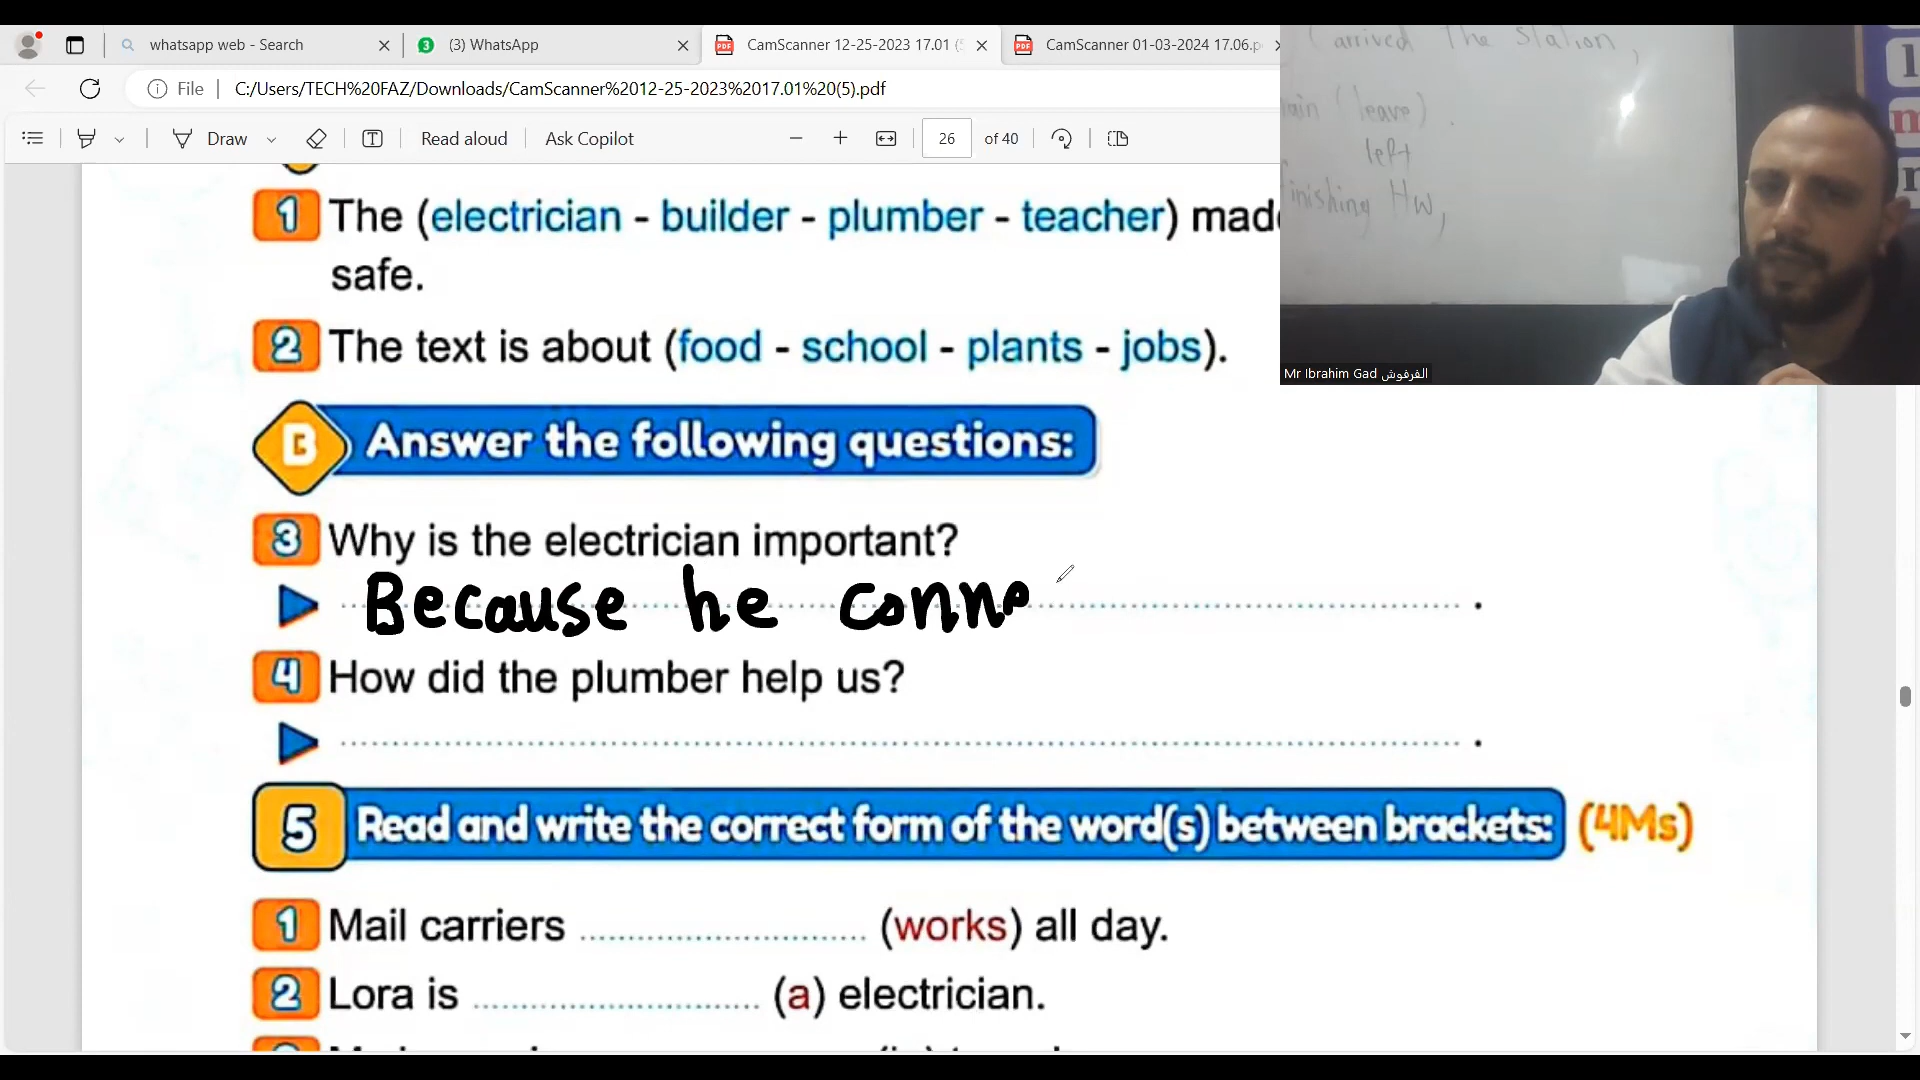 whatsapp web - Search
3 (3) WhatsApp
PDF CamScanner 12-25-2023 17.01 (
PDF CamScanner 01-03-2024 17.06.p
File C:/Users/TECH%20FAZ/Downloads/CamScanner%2012-25-2023%2017.01%20(5).pdf
Draw
Read aloud
Ask Copilot
26 of 40
(arrived The Station,
(leave).
left
inishing Hw,
Mr Ibrahim Gad الفرفوش
1 The (electrician - builder - plumber - teacher) made
safe.
2 The text is about (food - school - plants - jobs).
B Answer the following questions:
3 Why is the electrician important?
Because he conne
4 How did the plumber help us?
5 Read and write the correct form of the word(s) between brackets: (4Ms)
1 Mail carriers ............................ (works) all day.
2 Lora is ............................ (a) electrician.